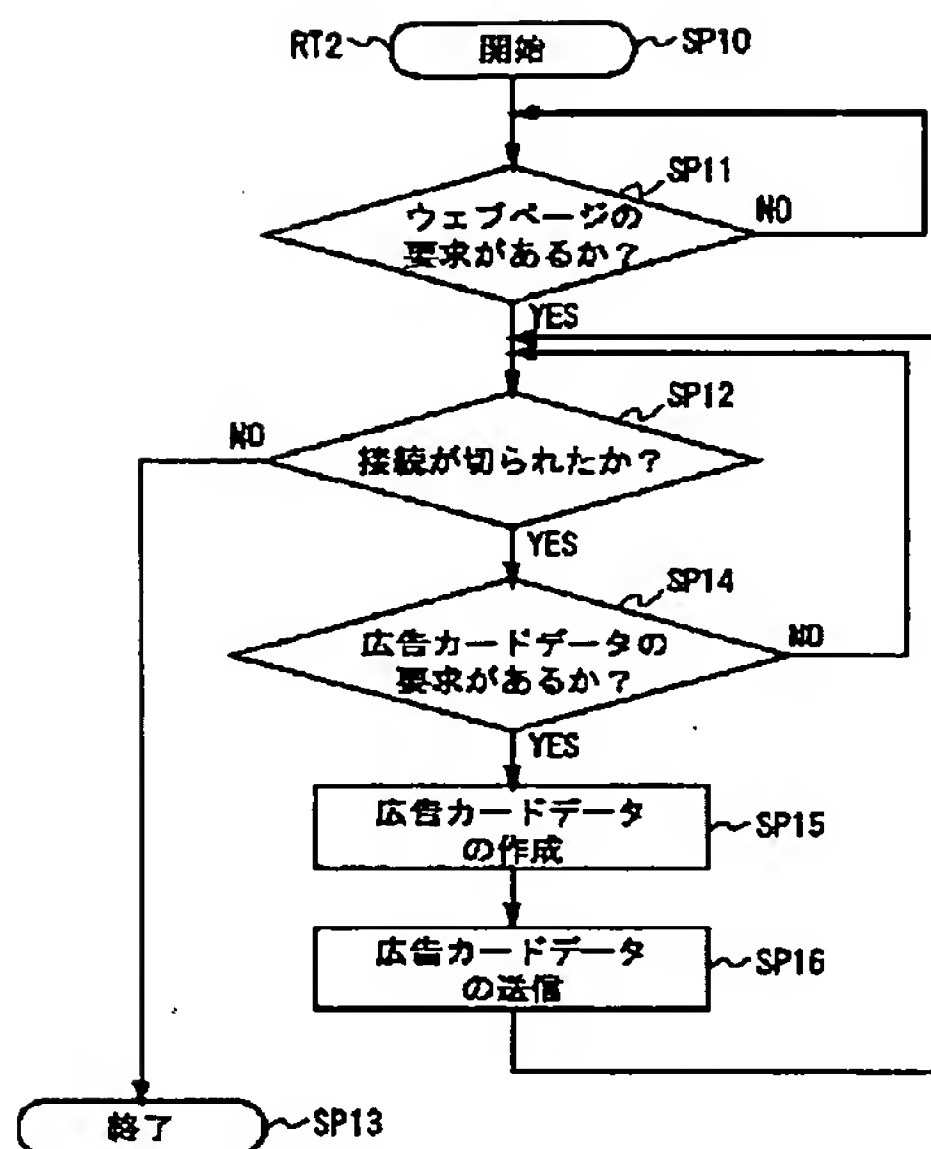 RT2
開始
SP10
SP11
ウェブページの
要求があるか?
NO
YES
SP12
NO
接続が切られたか?
YES
SP14
広告カードデータの
要求があるか?
NO
YES
広告カードデータ
の作成
SP15
広告カードデータ
の送信
SP16
終了
SP13